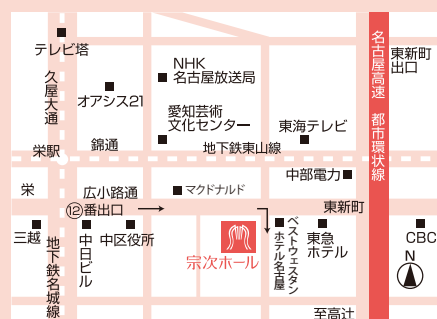 テレビ塔
久屋大通
オアシス21
NHK
名古屋放送局
愛知芸術
文化センター
名古屋高速 都市環状線
東新町
出口
錦通
栄駅
東海テレビ
地下鉄東山線
中部電力
栄
広小路通
マクドナルド
⑫番出口
東新町
三越
地下鉄名城線
中日ビル
中区役所
宗次ホール
ベストウェスタン
ホテル名古屋
東急
ホテル
CBC
N
至高辻